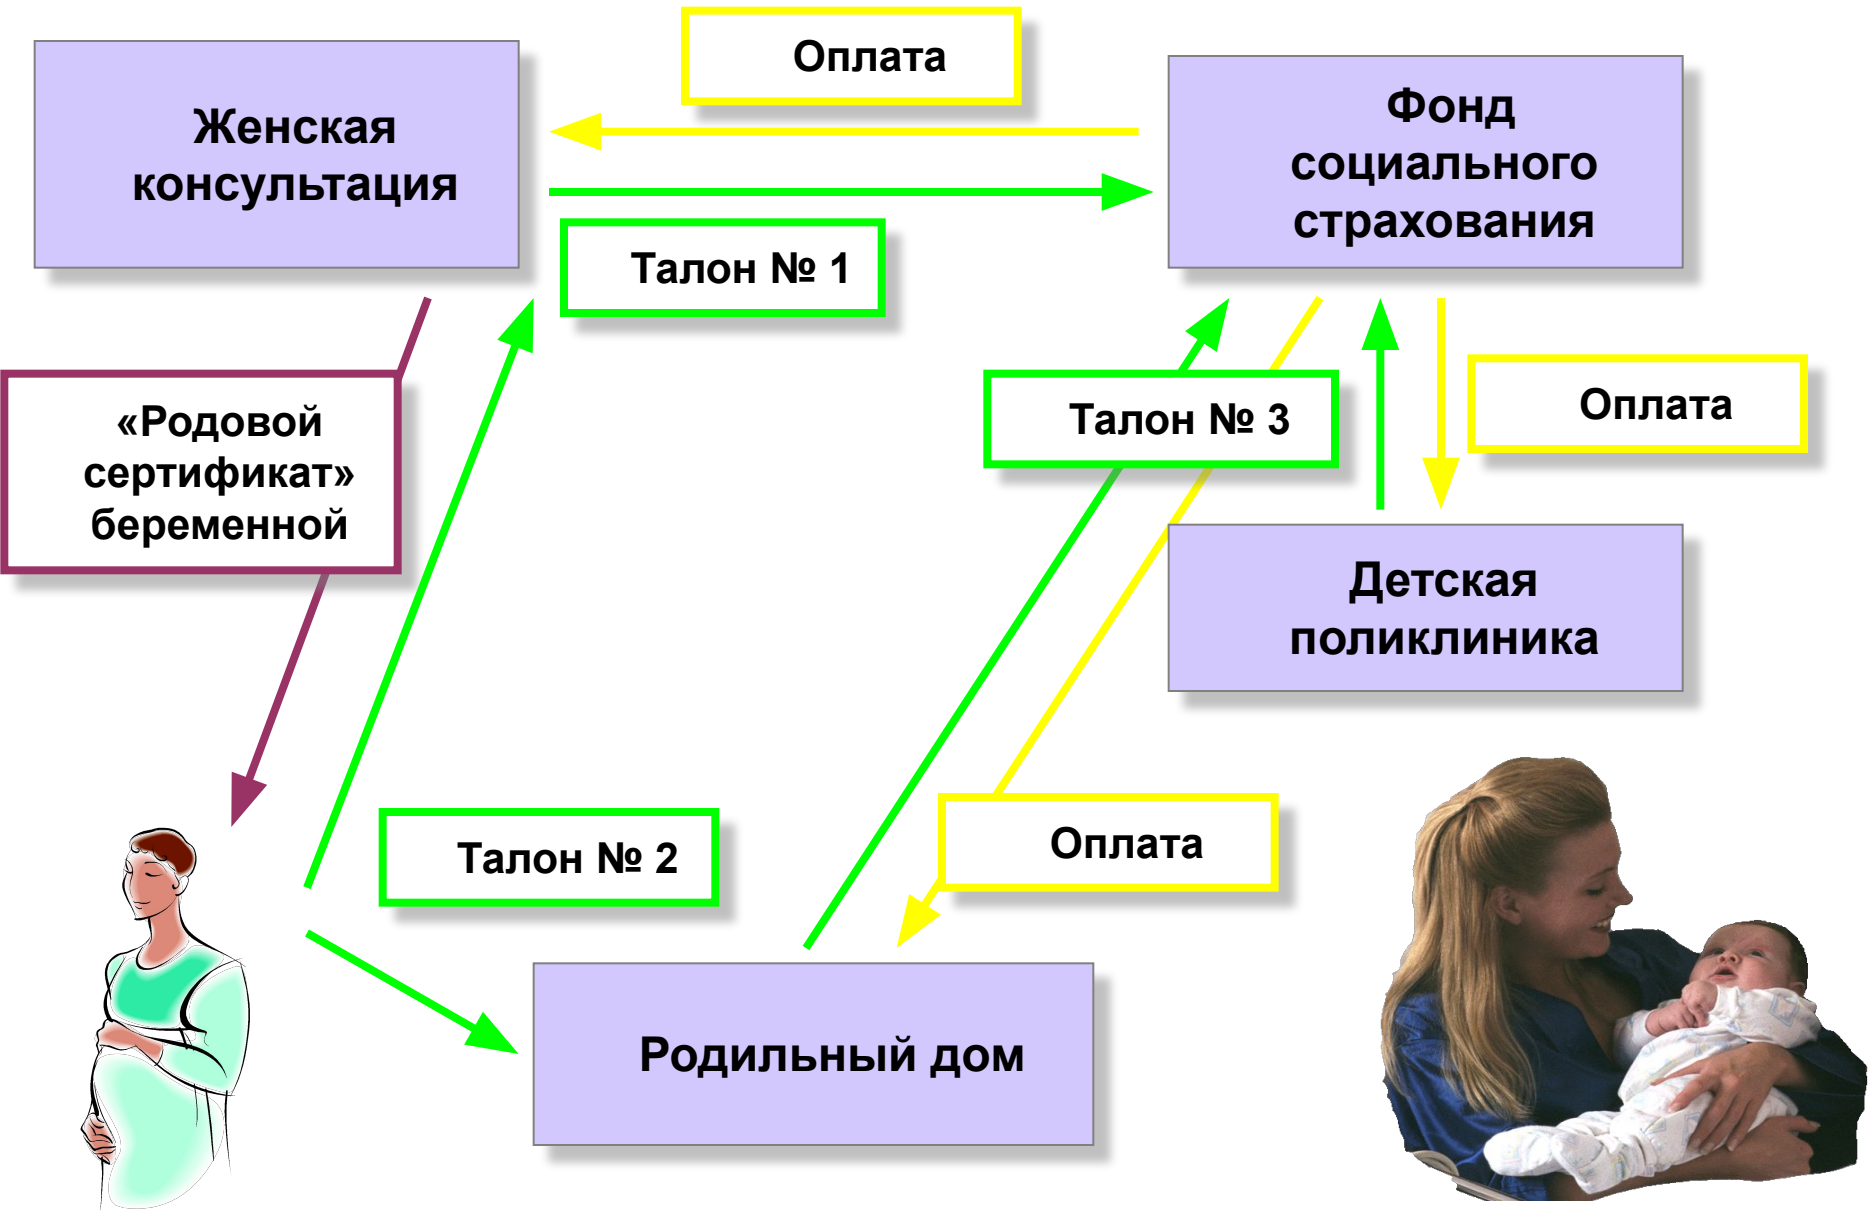 Оплата
Женская
консультация
Фонд
социального
страхования
Талон № 1
«Родовой
сертификат»
беременной
Талон № 3
Оплата
Детская
поликлиника
Талон № 2
Оплата
Родильный дом